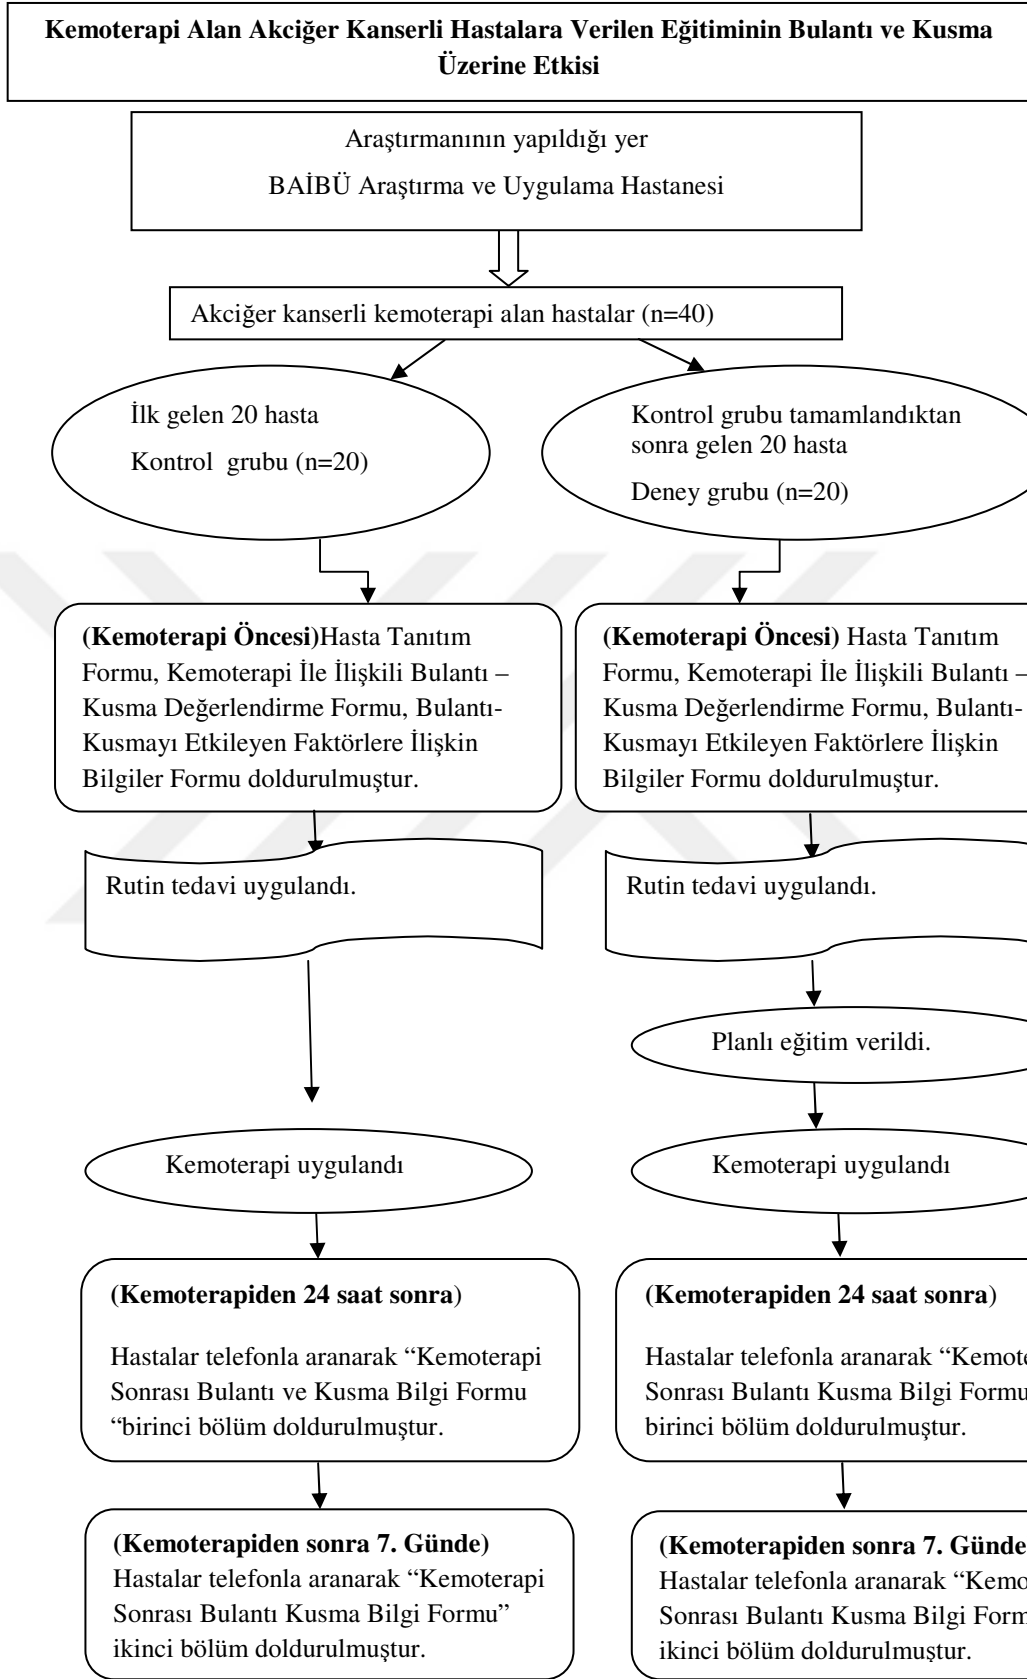 Kemoterapi Alan Akciğer Kanserli Hastalara Verilen Eğitiminin Bulantı ve Kusma
Üzerine Etkisi
Araştırmanının yapıldığı yer
BAİBÜ Araştırma ve Uygulama Hastanesi
Akciğer kanserli kemoterapi alan hastalar (n=40)
İlk gelen 20 hasta
Kontrol grubu (n=20)
Kontrol grubu tamamlandıktan
sonra gelen 20 hasta
Deney grubu (n=20)
(Kemoterapi Öncesi)Hasta Tanıtım
Formu, Kemoterapi İle İlişkili Bulantı –
Kusma Değerlendirme Formu, Bulantı-
Kusmayı Etkileyen Faktörlere İlişkin
Bilgiler Formu doldurulmuştur.
(Kemoterapi Öncesi) Hasta Tanıtım
Formu, Kemoterapi İle İlişkili Bulantı –
Kusma Değerlendirme Formu, Bulantı-
Kusmayı Etkileyen Faktörlere İlişkin
Bilgiler Formu doldurulmuştur.
Rutin tedavi uygulandı.
Rutin tedavi uygulandı.
Planlı eğitim verildi.
Kemoterapi uygulandı
Kemoterapi uygulandı
(Kemoterapiden 24 saat sonra)
Hastalar telefonla aranarak “Kemoterapi
Sonrası Bulantı ve Kusma Bilgi Formu
“birinci bölüm doldurulmuştur.
(Kemoterapiden 24 saat sonra)
Hastalar telefonla aranarak
Sonrası Bulantı Kusma Bilgi Formu
birinci bölüm doldurulmuştur.
(Kemoterapiden sonra 7. Günde)
Hastalar telefonla aranarak “Kemoterapi
Sonrası Bulantı Kusma Bilgi Formu”
ikinci bölüm doldurulmuştur.
(Kemoterapiden sonra 7. Günde
Hastalar telefonla aranarak
Sonrası Bulantı Kusma Bilgi
ikinci bölüm doldurulmuştur.